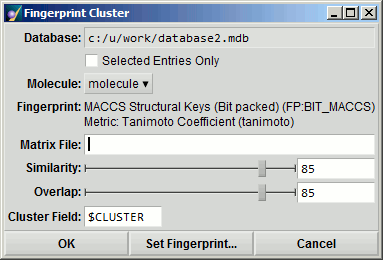 Fingerprint Cluster
Database: c:/u/work/database2.mdb
Selected Entries Only
Molecule: molecule
Fingerprint: MACCS Structural Keys (Bit packed) (FP:BIT_MACCS)
Metric: Tanimoto Coefficient (tanimoto)
Matrix File:
Similarity: 85
Overlap: 85
Cluster Field: $CLUSTER
OK Set Fingerprint... Cancel